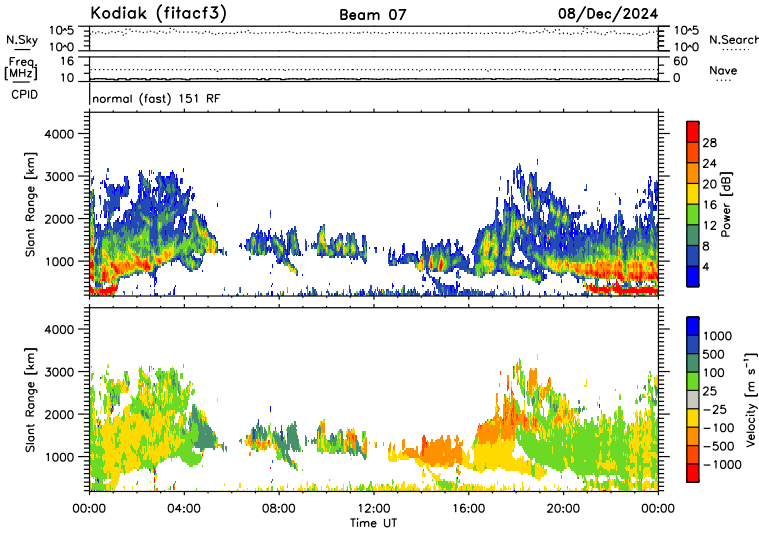 Kodiak (fitacf3) Beam 07 08/Dec/2024
N.Sky 10^5 10^0 10^5 10^0 N.Search
Freq. [MHz] 16 10 60 0 Nave
CPID normal (fast) 151 RF
4000
3000
2000
1000
Slant Range [km]
28
24
20
16
12
8
4
Power [dB]
4000
3000
2000
1000
Slant Range [km]
1000
500
100
25
-25
-100
-500
-1000
Velocity [m s^-1]
00:00 04:00 08:00 12:00 16:00 20:00 00:00
Time UT